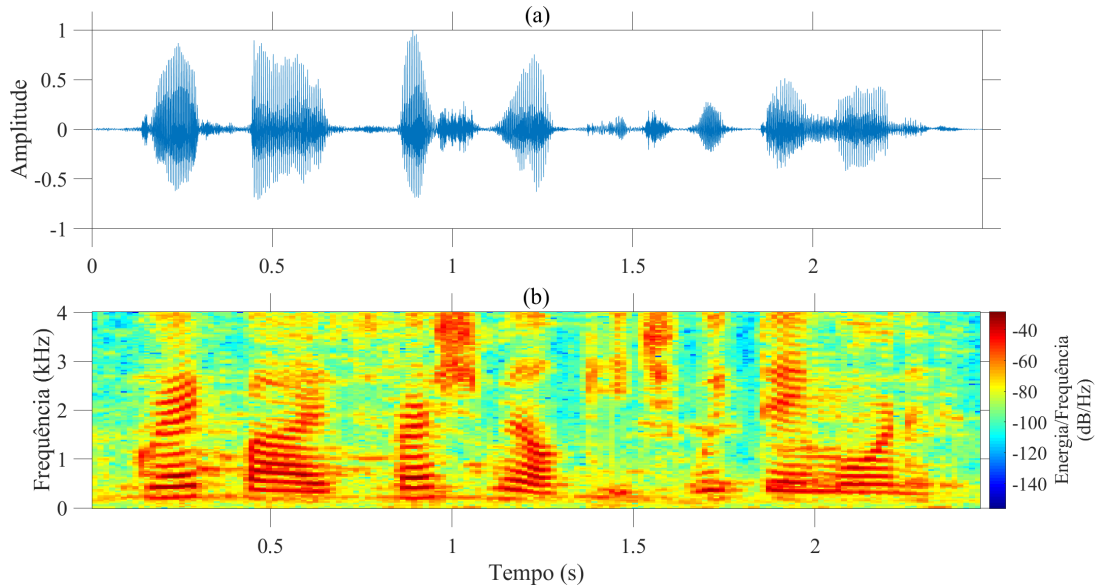 (a)
1
0.5
0
-0.5
-1
Amplitude
0 0.5 1 1.5 2
(b)
4
3
2
1
0
Frequência (kHz)
0.5 1 1.5 2
Tempo (s)
-40
-60
-80
-100
-120
-140
Energia/Frequência
(dB/Hz)